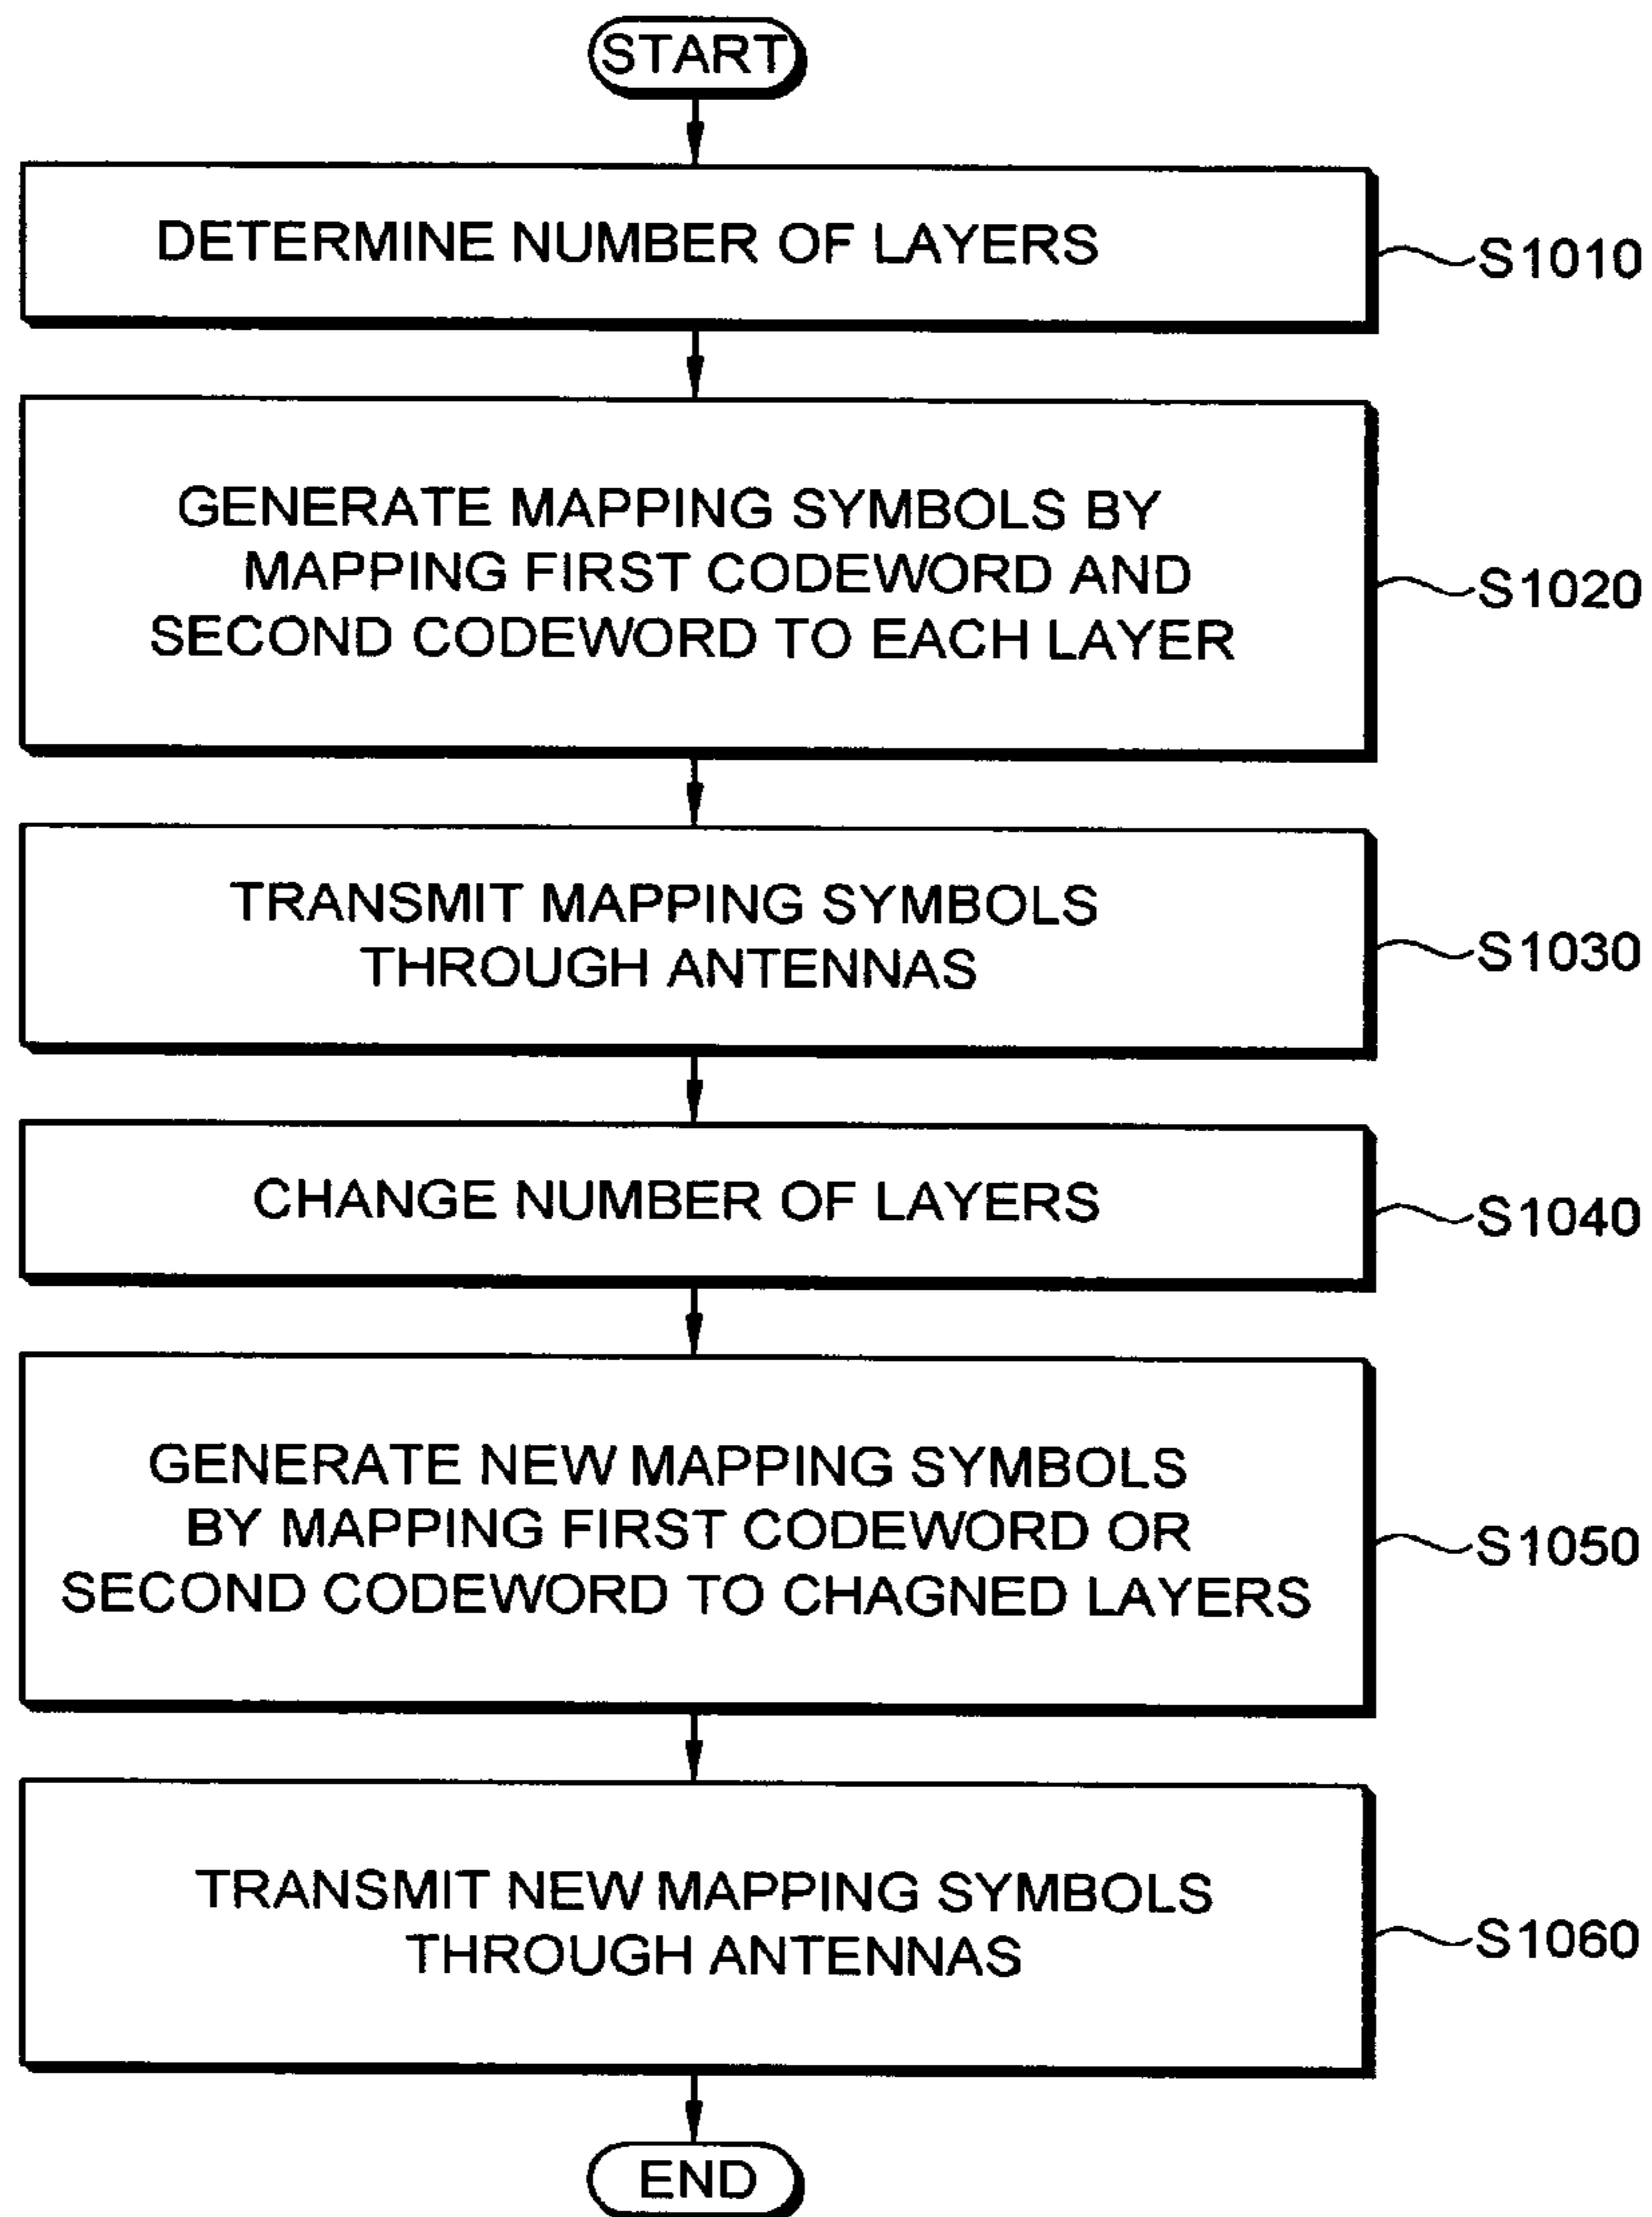 START
DETERMINE NUMBER OF LAYERS
S1010
GENERATE MAPPING SYMBOLS BY
MAPPING FIRST CODEWORD AND
SECOND CODEWORD TO EACH LAYER
S1020
TRANSMIT MAPPING SYMBOLS
THROUGH ANTENNAS
S1030
CHANGE NUMBER OF LAYERS
S1040
GENERATE NEW MAPPING SYMBOLS
BY MAPPING FIRST CODEWORD OR
SECOND CODEWORD TO CHAGNED LAYERS
S1050
TRANSMIT NEW MAPPING SYMBOLS
THROUGH ANTENNAS
S1060
END